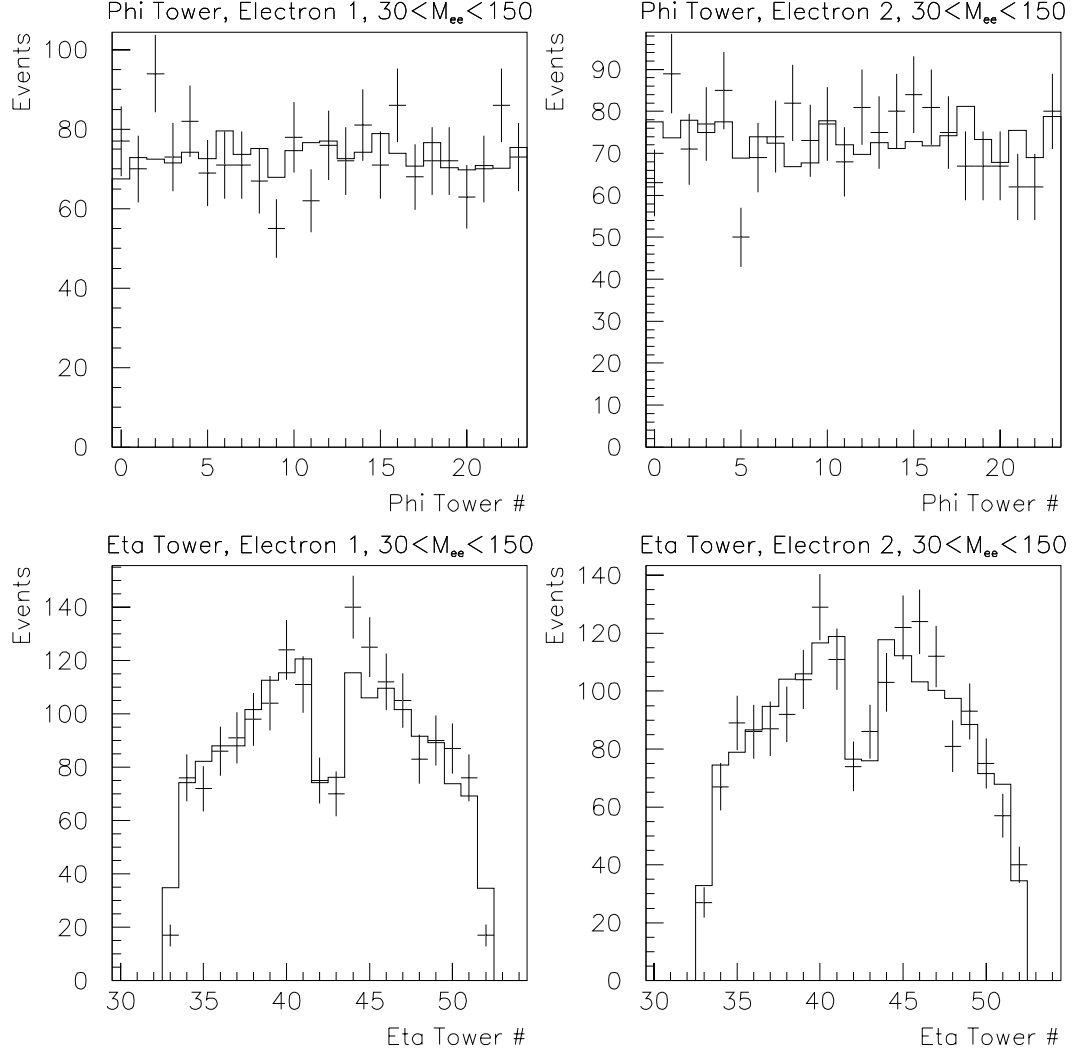 Phi Tower, Electron 1, 30<Mee<150
Events
100
80
60
40
20
0
0 5 10 15 20
Phi Tower #
Phi Tower, Electron 2, 30<Mee<150
Events
90
80
70
60
50
40
30
20
10
0
0 5 10 15 20
Phi Tower #
Eta Tower, Electron 1, 30<Mee<150
Events
140
120
100
80
60
40
20
0
30 35 40 45 50
Eta Tower #
Eta Tower, Electron 2, 30<Mee<150
Events
140
120
100
80
60
40
20
0
30 35 40 45 50
Eta Tower #